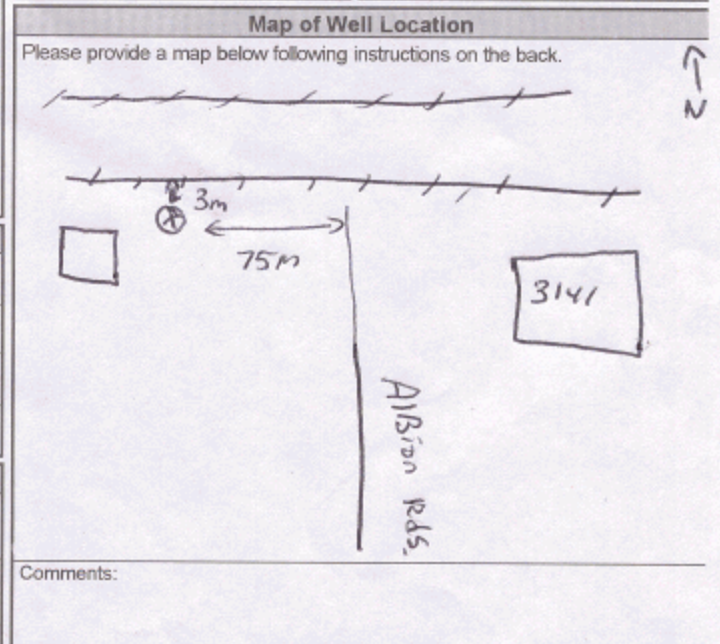 Map of Well Location
Please provide a map below following instructions on the back.
N
3m
75m
3141
Albion Rds.
Comments: